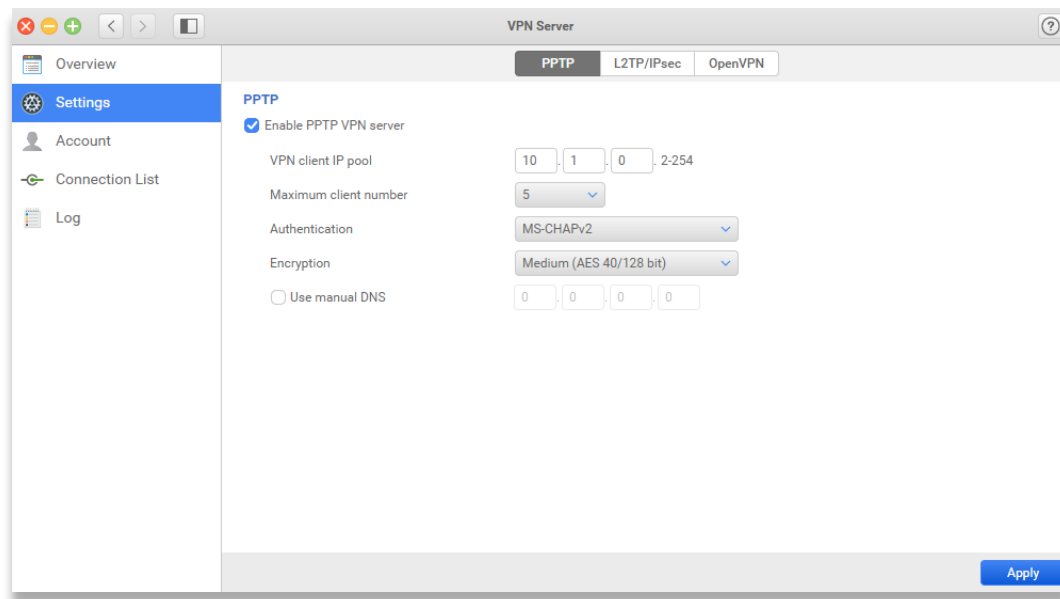 VPN Server
?
Overview
Settings
Account
Connection List
Log
PPTP L2TP/IPsec OpenVPN
PPTP
Enable PPTP VPN server
VPN client IP pool 10 . 1 . 0 . 2-254
Maximum client number 5
Authentication MS-CHAPv2
Encryption Medium (AES 40/128 bit)
Use manual DNS 0 . 0 . 0 . 0
Apply